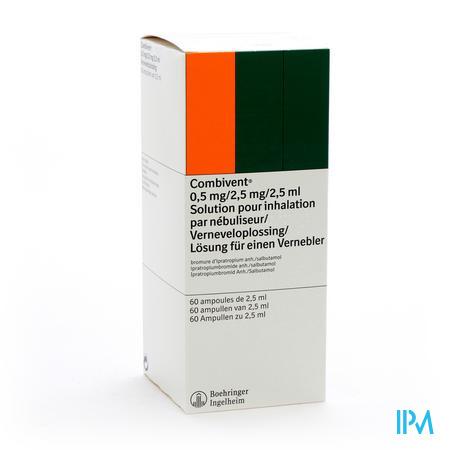 Combivent®
0,5 mg/2,5 mg/2,5 ml
Solution pour inhalation
par nébuliseur/
Verneveloplossing/
Lösung für einen Vernebler
bromure d'ipratropium anh./salbutamol
Ipratropiumbromide anh./salbutamol
Ipratropiumbromid Anh./Salbutamol
60 ampoules de 2,5 ml
60 ampullen van 2,5 ml
60 Ampullen zu 2,5 ml
Boehringer
Ingelheim
Combivent®
IPM